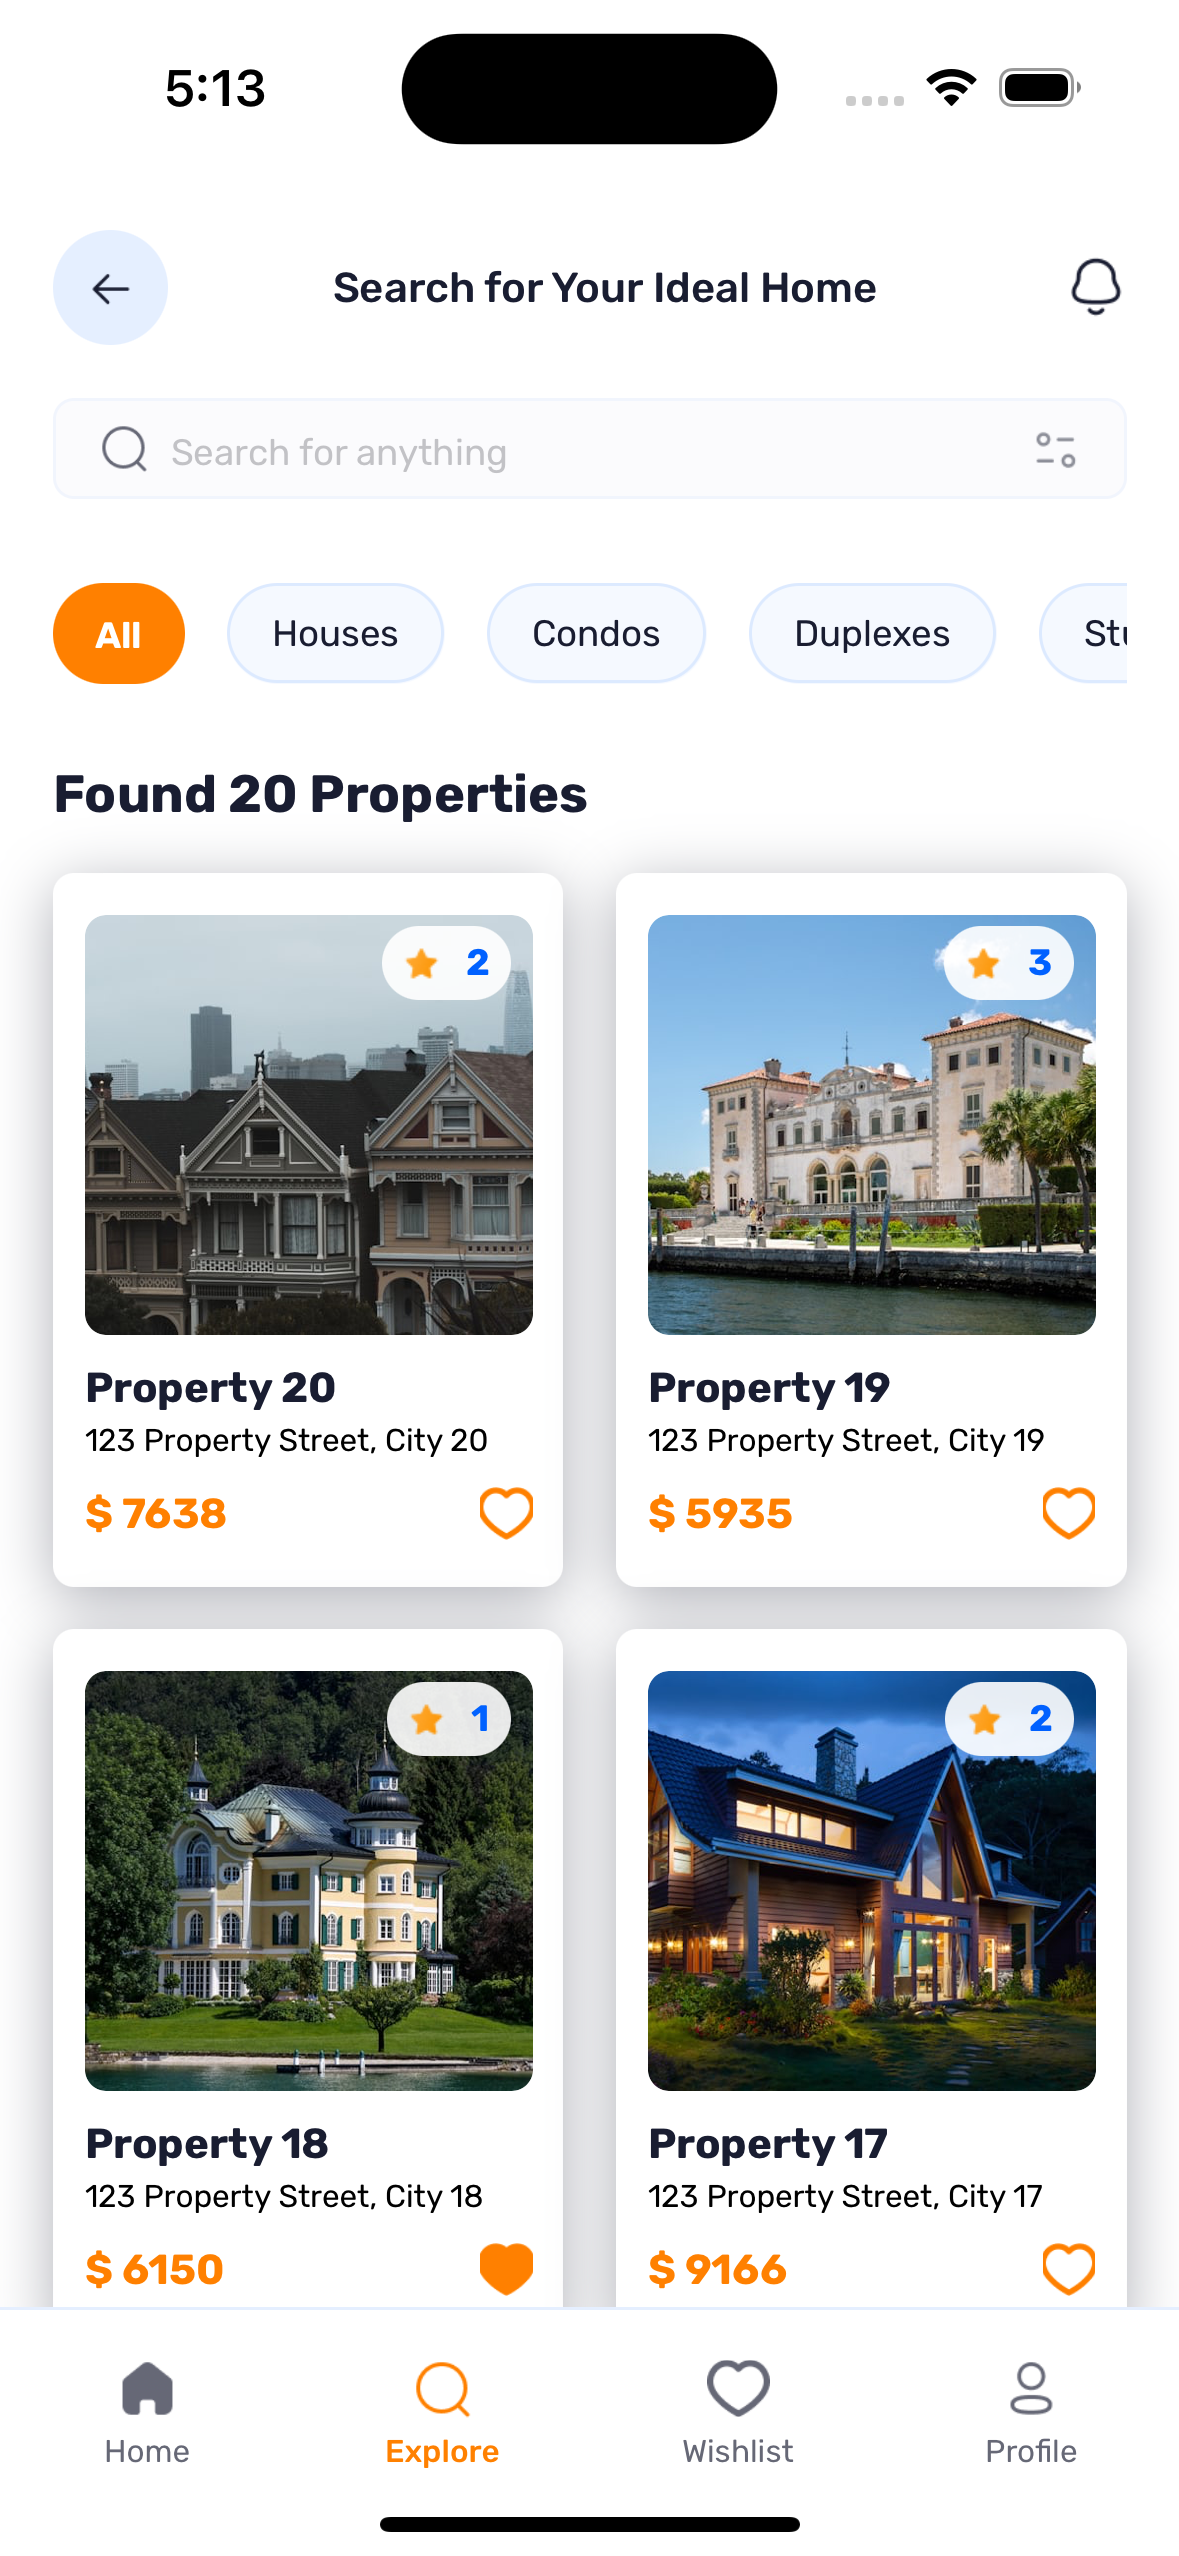 5:13
Search for Your Ideal Home
Search for anything
All
Houses
Condos
Duplexes
Stu
Found 20 Properties
2
3
Property 20
Property 19
123 Property Street, City 20
123 Property Street, City 19
$ 7638
$ 5935
1
2
Property 18
Property 17
123 Property Street, City 18
123 Property Street, City 17
$ 6150
$ 9166
Home
Explore
Wishlist
Profile